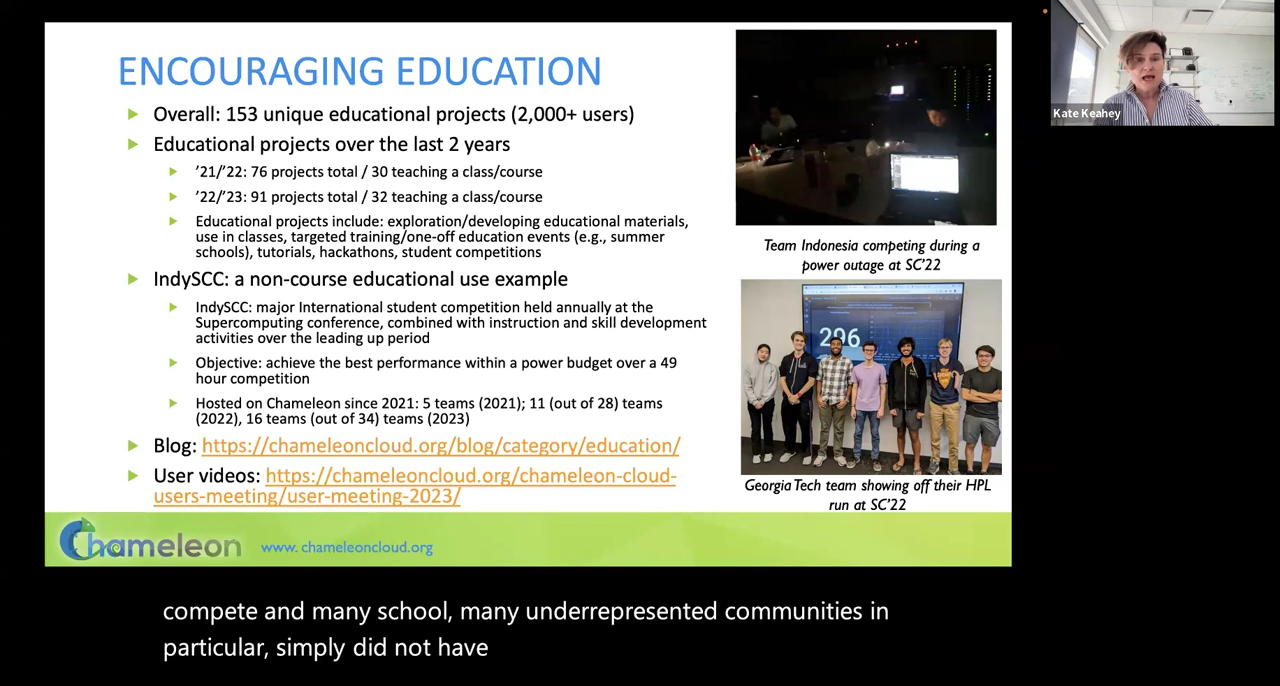 ENCOURAGING EDUCATION
Overall: 153 unique educational projects (2,000+ users)
Educational projects over the last 2 years
’21/’22: 76 projects total / 30 teaching a class/course
’22/’23: 91 projects total / 32 teaching a class/course
Educational projects include: exploration/developing educational materials,
use in classes, targeted training/one-off education events (e.g., summer
schools), tutorials, hackathons, student competitions
IndySCC: a non-course educational use example
IndySCC: major International student competition held annually at the
Supercomputing conference, combined with instruction and skill development
activities over the leading up period
Objective: achieve the best performance within a power budget over a 49
hour competition
Hosted on Chameleon since 2021: 5 teams (2021); 11 (out of 28) teams
(2022), 16 teams (out of 34) teams (2023)
Blog: https://chameleoncloud.org/blog/category/education/
User videos: https://chameleoncloud.org/chameleon-cloud-
users-meeting/user-meeting-2023/
Team Indonesia competing during a
power outage at SC’22
296
Georgia Tech team showing off their HPL
run at SC’22
Chameleon
www. chameleoncloud.org
Kate Keahey
compete and many school, many underrepresented communities in
particular, simply did not have